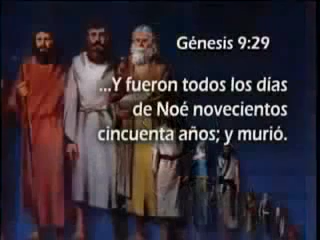 Génesis 9:29
...Y fueron todos los días
de Noé novecientos
cincuenta años; y murió.